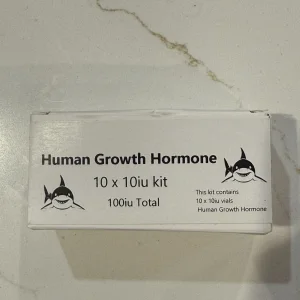 Human Growth Hormone
10 x 10iu kit
100iu Total
This kit contains
10 x 10iu vials
Human Growth Hormone